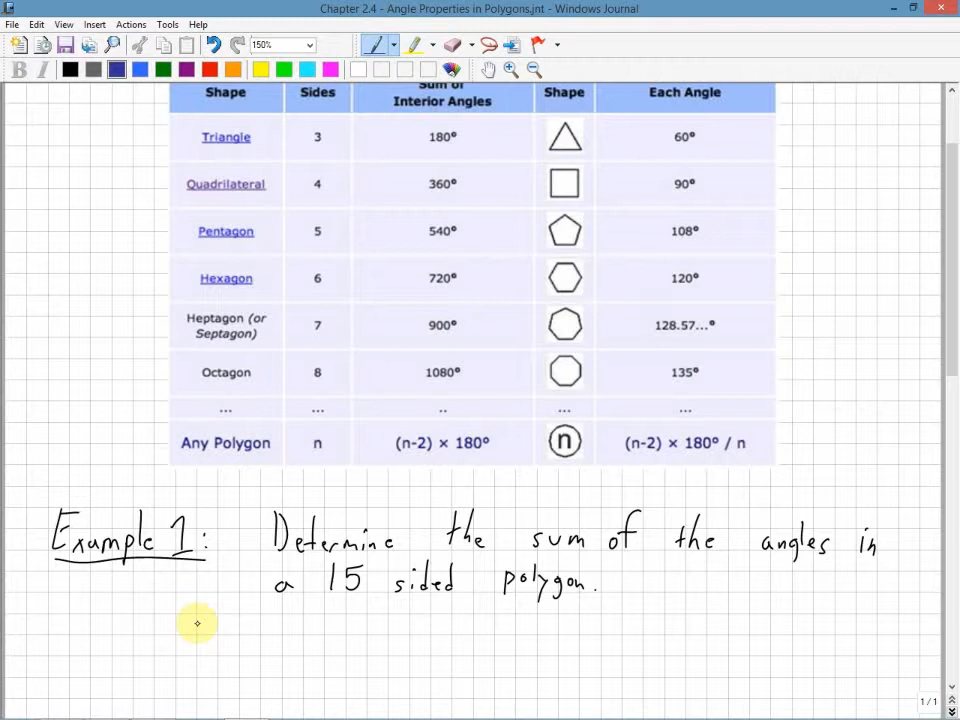 Chapter 2.4 - Angle Properties in Polygons.jnt - Windows Journal
File Edit View Insert Actions Tools Help
150%
B I
Shape Sides Sum of Interior Angles Shape Each Angle
Triangle 3 180° 60°
Quadrilateral 4 360° 90°
Pentagon 5 540° 108°
Hexagon 6 720° 120°
Heptagon (or Septagon) 7 900° 128.57...°
Octagon 8 1080° 135°
... ... .. ... ...
Any Polygon n (n-2) × 180° n (n-2) × 180° / n
Example 1: Determine the sum of the angles in
a 15 sided polygon.
1 / 1